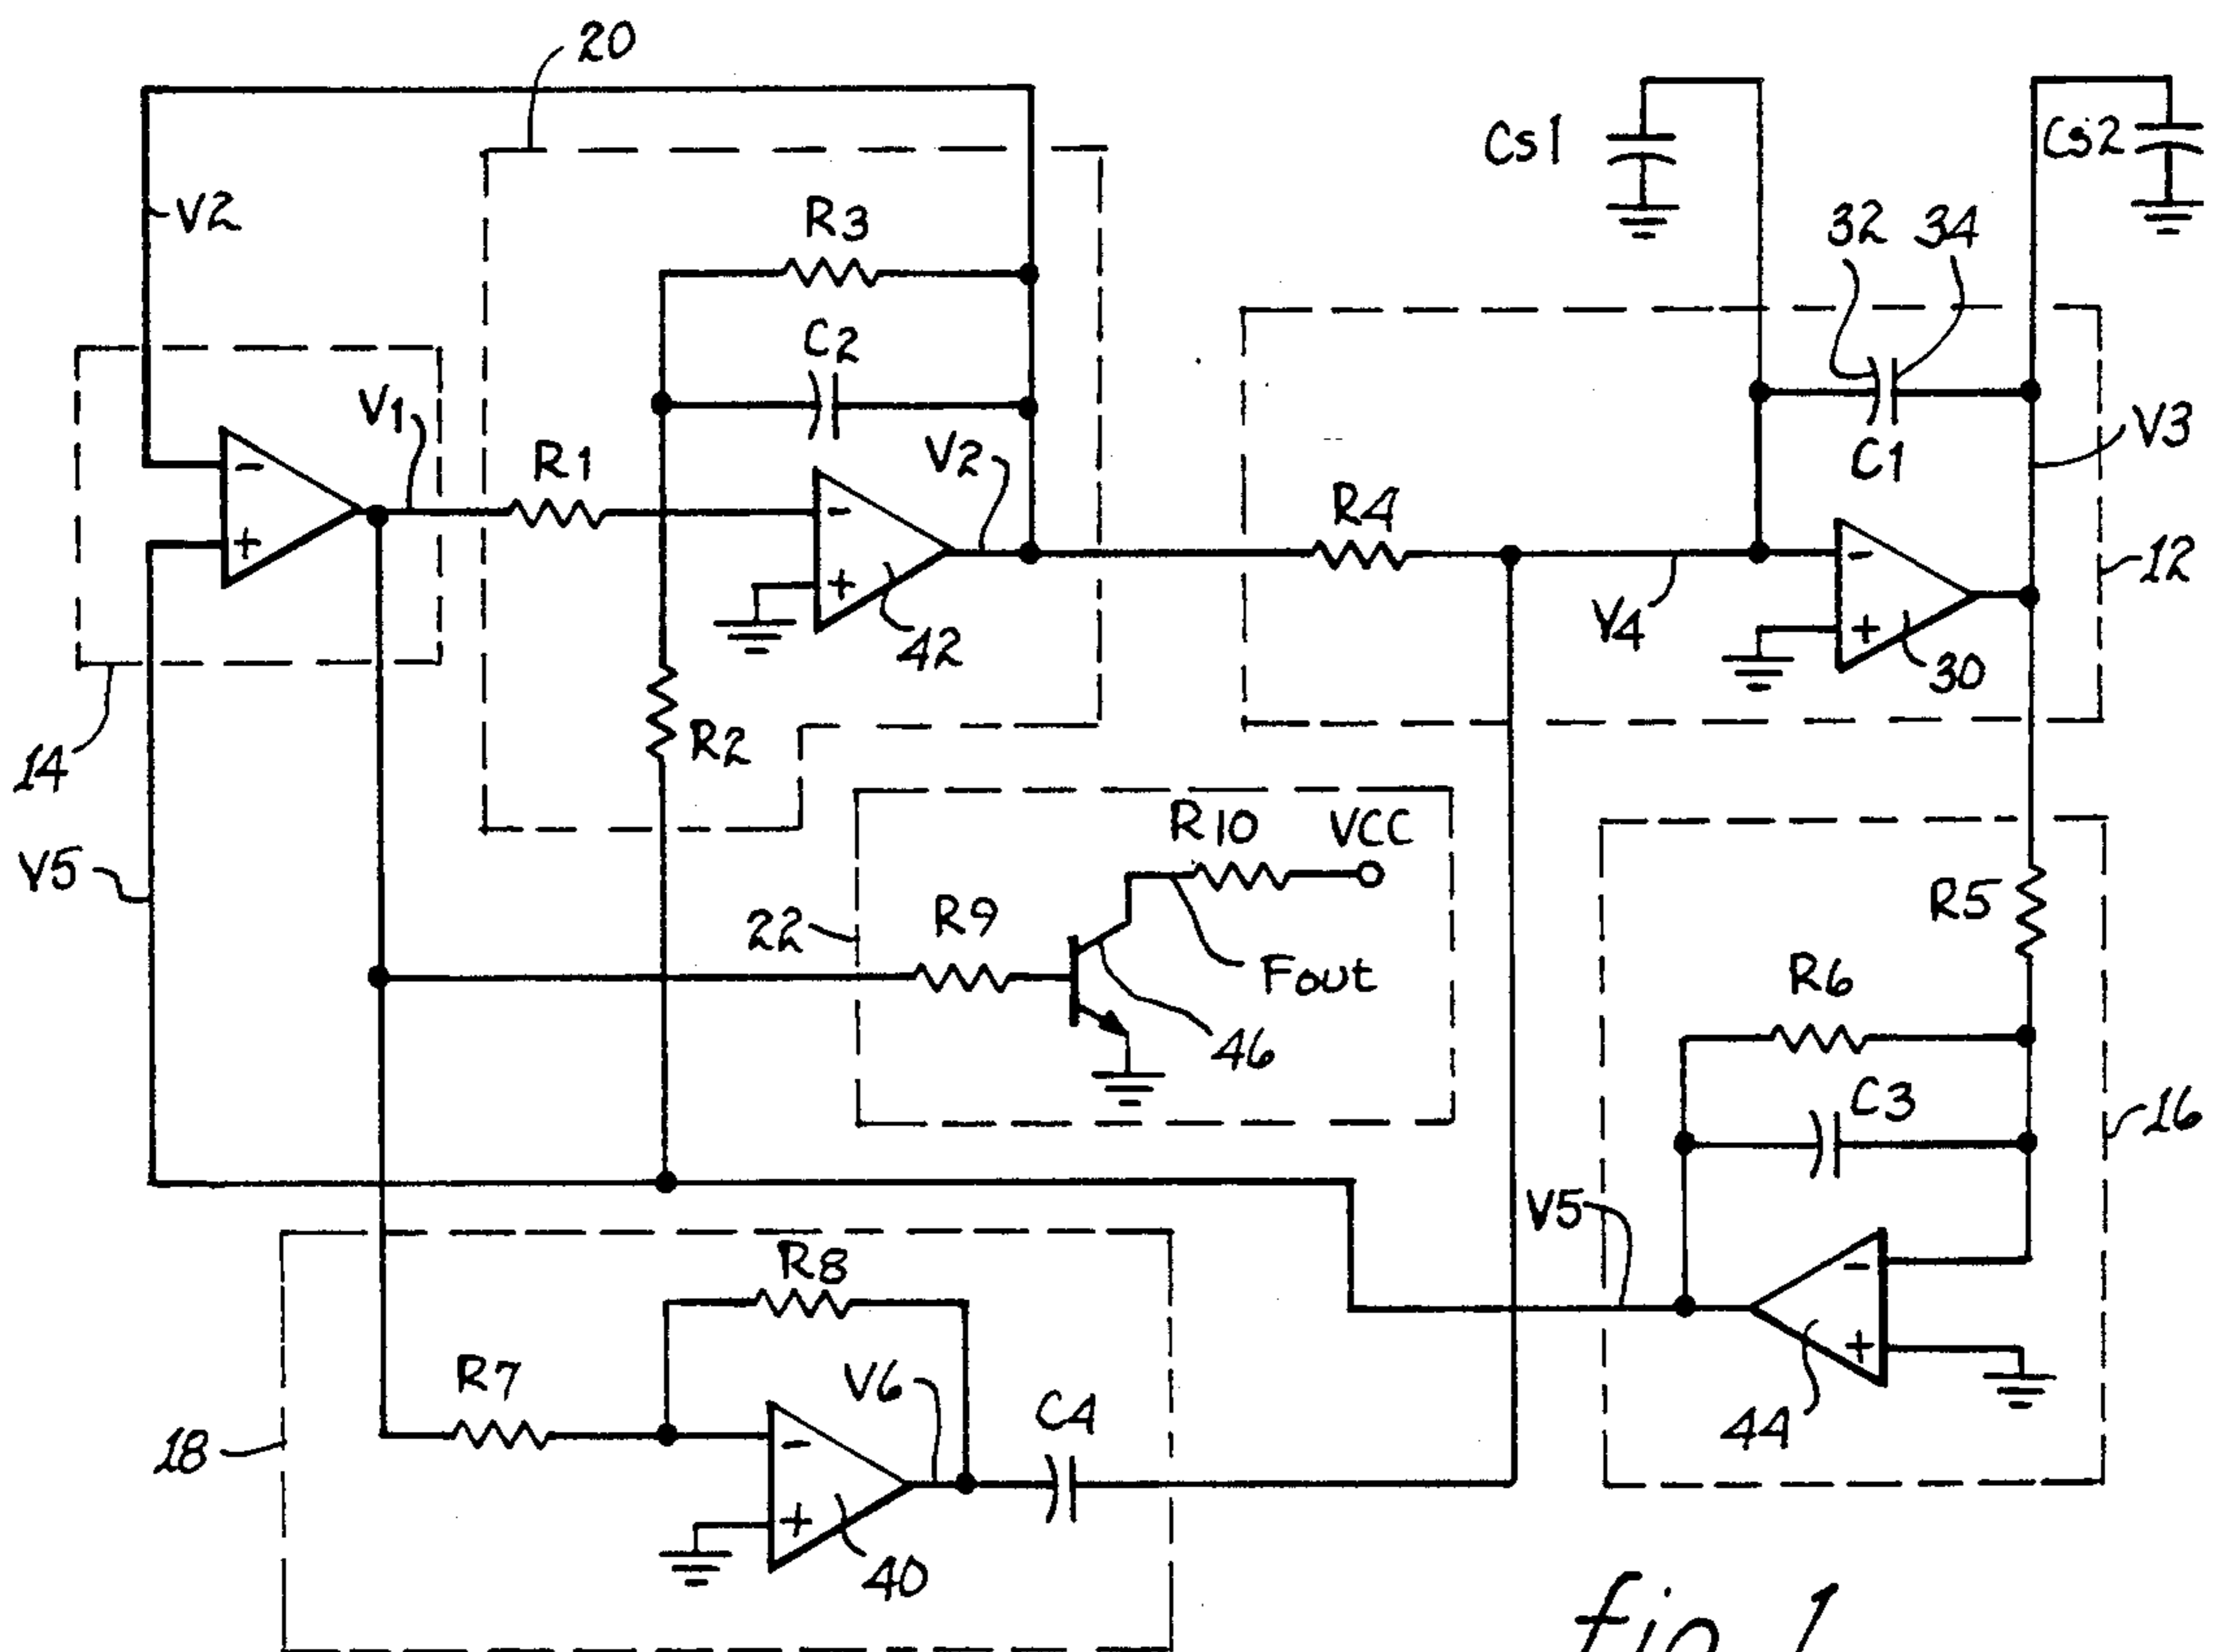 20
Cs1
Cs2
V2
R3
32 34
C2
V1
R1
V2
C1
V3
R4
-
+
-
+
42
V4
-
+
30
12
R2
14
R10 VCC
V5
22
R9
Fout
R5
46
R6
C3
16
V5
R8
R7
V6
C4
-
+
-
+
18
40
44
fig. 1